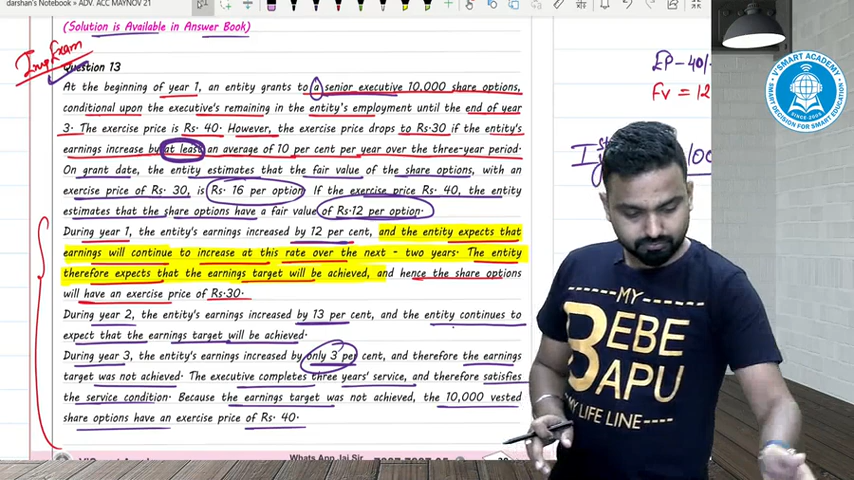 darshan's Notebook » ADV. ACC MAYNOV 21
(Solution is Available in Answer Book)
Imp Exam
Question 13
At the beginning of year 1, an entity grants to a senior executive 10,000 share options,
conditional upon the executive's remaining in the entity's employment until the end of year
3. The exercise price is Rs. 40. However, the exercise price drops to Rs.30 if the entity's
earnings increase by at least an average of 10 per cent per year over the three-year period.
On grant date, the entity estimates that the fair value of the share options, with an
exercise price of Rs. 30, is Rs. 16 per option If the exercise price Rs. 40, the entity
estimates that the share options have a fair value of Rs.12 per option.
During year 1, the entity's earnings increased by 12 per cent, and the entity expects that
earnings will continue to increase at this rate over the next - two years. The entity
therefore expects that the earnings target will be achieved, and hence the share options
will have an exercise price of Rs.30.
During year 2, the entity's earnings increased by 13 per cent, and the entity continues to
expect that the earnings target will be achieved.
During year 3, the entity's earnings increased by only 3 per cent, and therefore the earnings
target was not achieved. The executive completes three years' service, and therefore satisfies
the service condition. Because the earnings target was not achieved, the 10,000 vested
share options have an exercise price of Rs. 40.
Whats App Jai Sir
EP-40/-
FV = 12
Ist
100
V'SMART ACADEMY
SINCE-2005
BEST CHOICE FOR SMART EDUCATION
MY
BEBE
BAPU
MY LIFE LINE